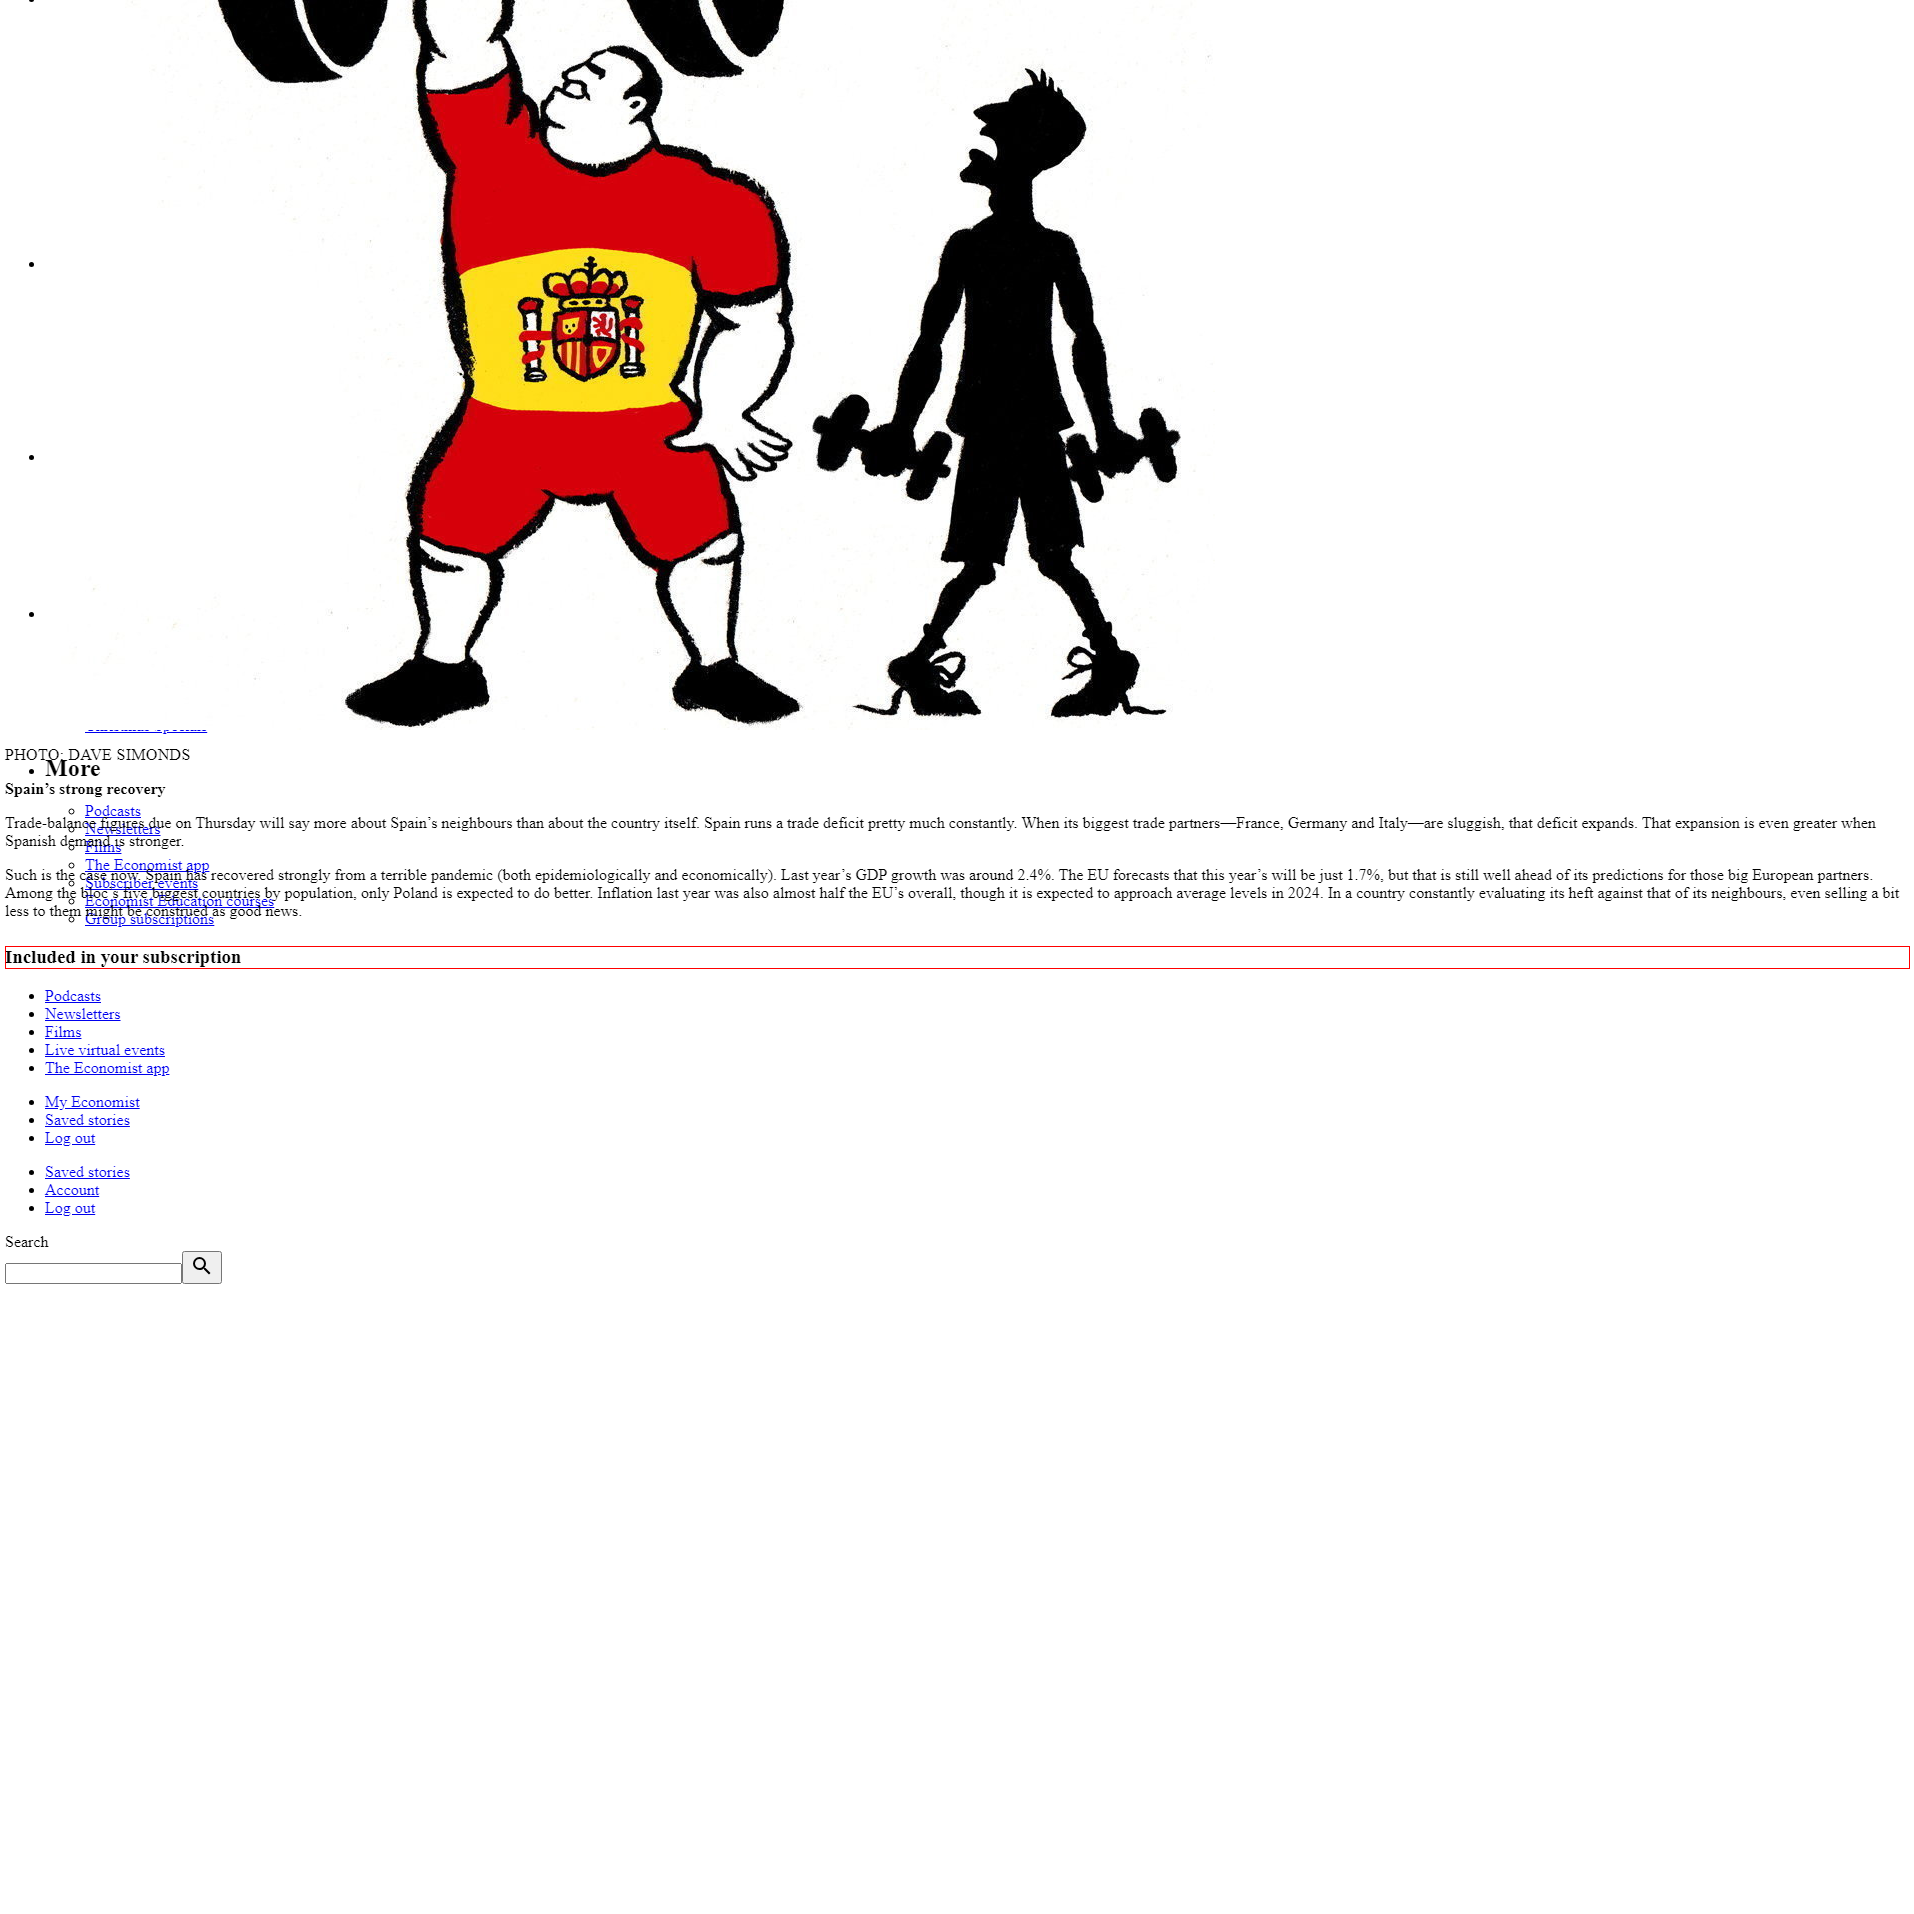 PHOTO: DAVE SIMONDS
More
Spain’s strong recovery
Podcasts
Trade-balance figures due on Thursday will say more about Spain’s neighbours than about the country itself. Spain runs a trade deficit pretty much constantly. When its biggest trade partners—France, Germany and Italy—are sluggish, that deficit expands. That expansion is even greater when
Newsletters
Spanish demand is stronger.
Films
The Economist app
Such is the case now. Spain has recovered strongly from a terrible pandemic (both epidemiologically and economically). Last year’s GDP growth was around 2.4%. The EU forecasts that this year’s will be just 1.7%, but that is still well ahead of its predictions for those big European partners.
Subscriber events
Among the bloc’s five biggest countries by population, only Poland is expected to do better. Inflation last year was also almost half the EU’s overall, though it is expected to approach average levels in 2024. In a country constantly evaluating its heft against that of its neighbours, even selling a bit
Economist Education courses
less to them might be construed as good news.
Group subscriptions
Included in your subscription
Podcasts
Newsletters
Films
Live virtual events
The Economist app
My Economist
Saved stories
Log out
Saved stories
Account
Log out
Search